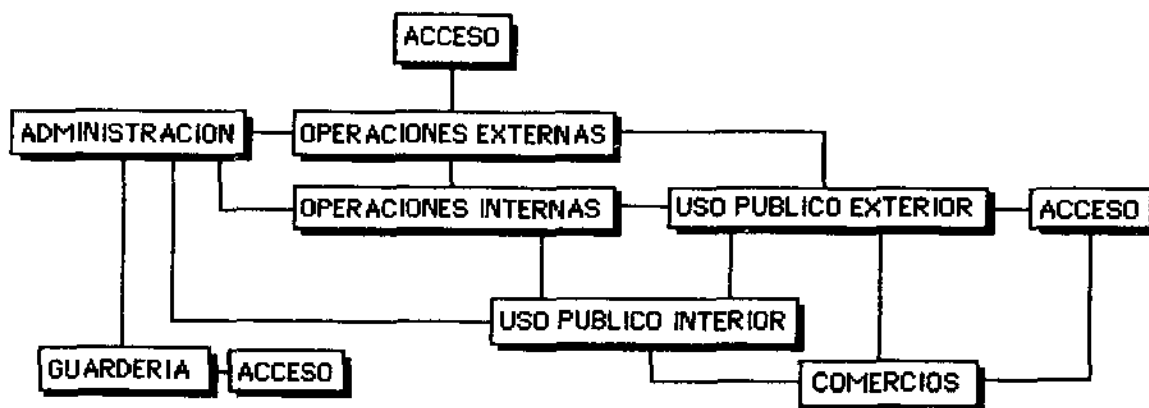 ACCESO
ADMINISTRACION
OPERACIONES EXTERNAS
OPERACIONES INTERNAS
USO PUBLICO EXTERIOR
ACCESO
USO PUBLICO INTERIOR
GUARDERIA
ACCESO
COMERCIOS